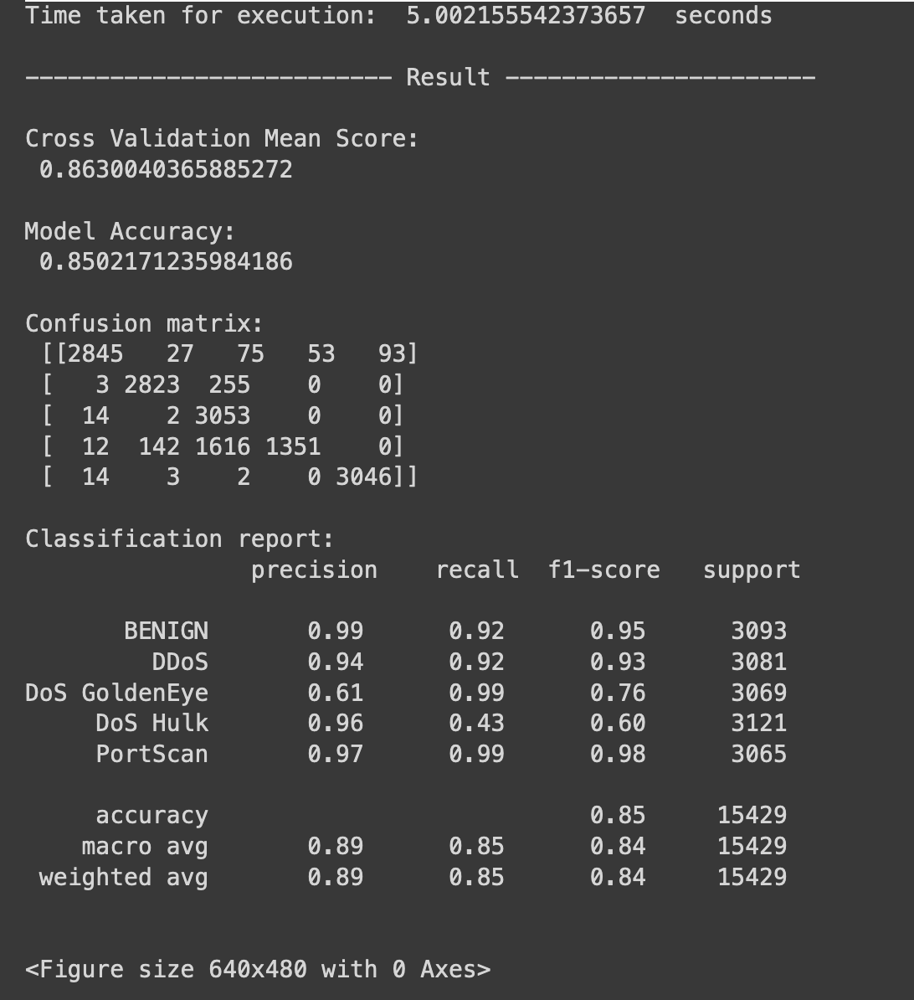 Time taken for execution:  5.002155542373657  seconds
-------------------------- Result ----------------------
Cross Validation Mean Score:
 0.8630040365885272
Model Accuracy:
 0.8502171235984186
Confusion matrix:
 [[2845   27   75   53   93]
 [   3 2823  255    0    0]
 [  14    2 3053    0    0]
 [  12  142 1616 1351    0]
 [  14    3    2    0 3046]]
Classification report:
                precision    recall  f1-score   support
       BENIGN       0.99      0.92      0.95      3093
         DDoS       0.94      0.92      0.93      3081
DoS GoldenEye       0.61      0.99      0.76      3069
     DoS Hulk       0.96      0.43      0.60      3121
     PortScan       0.97      0.99      0.98      3065
     accuracy                           0.85     15429
    macro avg       0.89      0.85      0.84     15429
 weighted avg       0.89      0.85      0.84     15429
<Figure size 640x480 with 0 Axes>